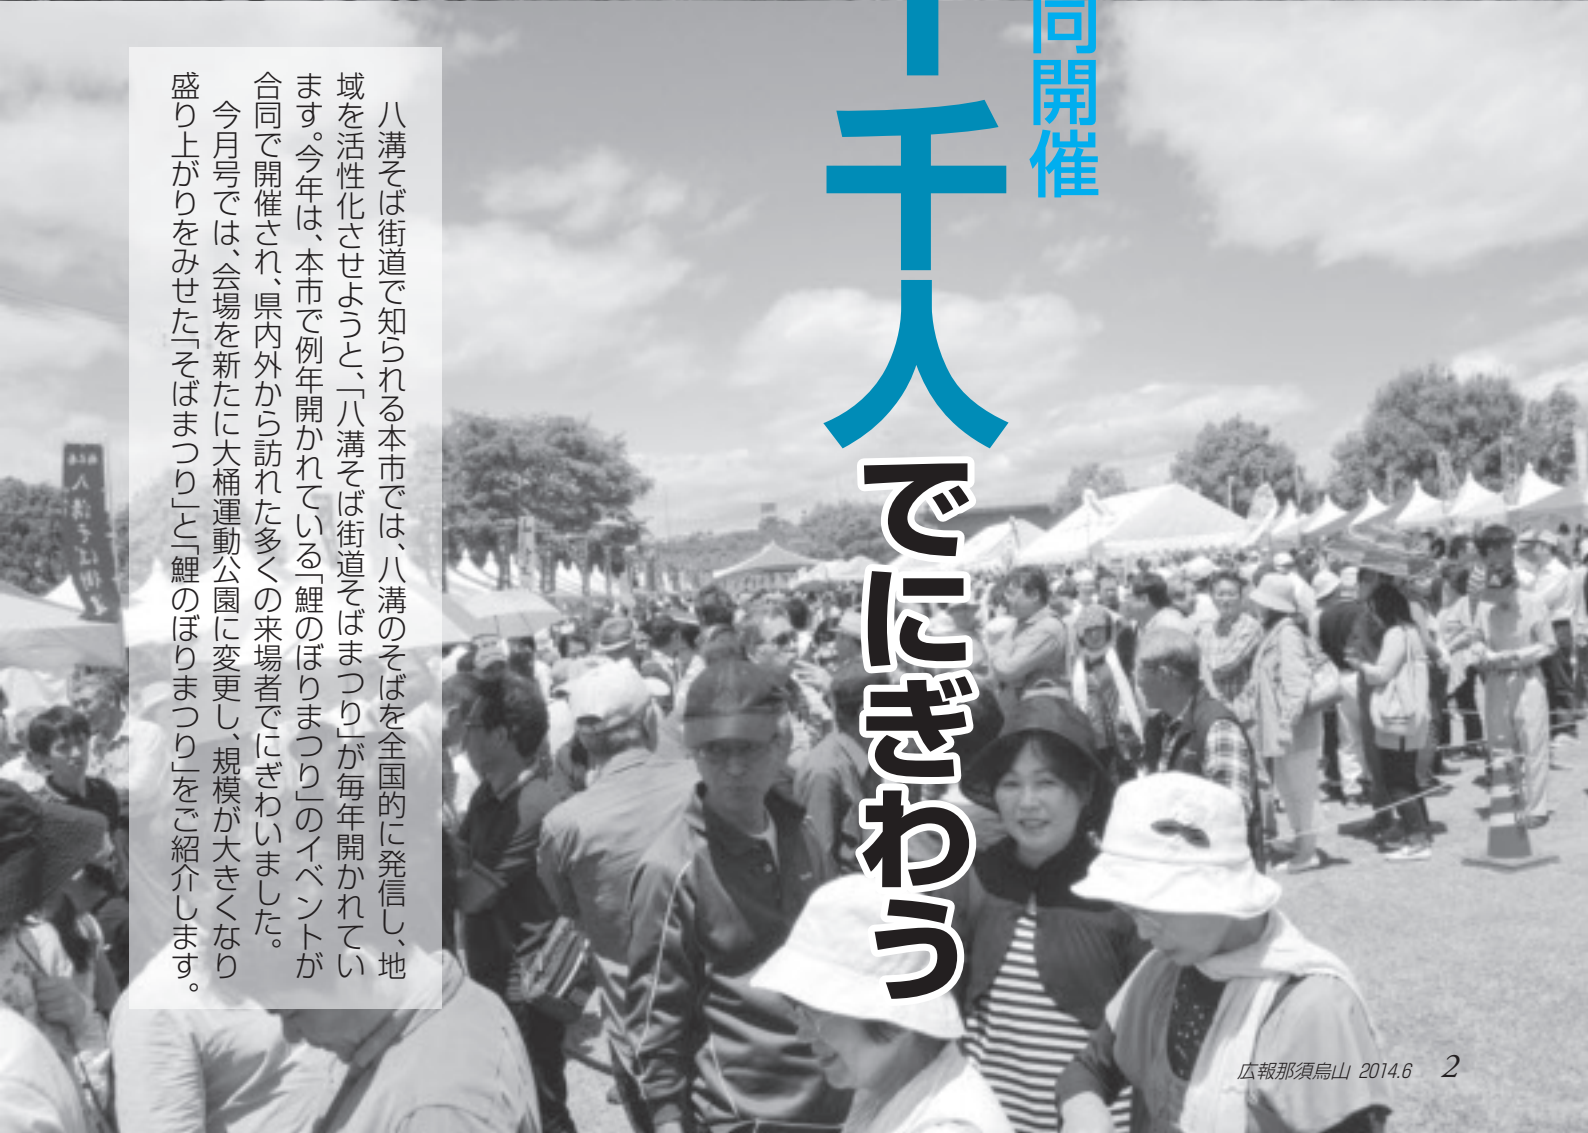 同開催
千人
でにぎわう
八溝そば街道で知られる本市では、八溝のそばを全国的に発信し、地
域を活性化させようと、「八溝そば街道そばまつり」が毎年開かれてい
ます。今年は、本市で例年開かれている「鯉のぼりまつり」のイベントが
合同で開催され、県内外から訪れた多くの来場者でにぎわいました。
今月号では、会場を新たに大桶運動公園に変更し、規模が大きくなり
盛り上がりをみせた「そばまつり」と「鯉のぼりまつり」をご紹介します。
広報那須烏山 2014.6 2